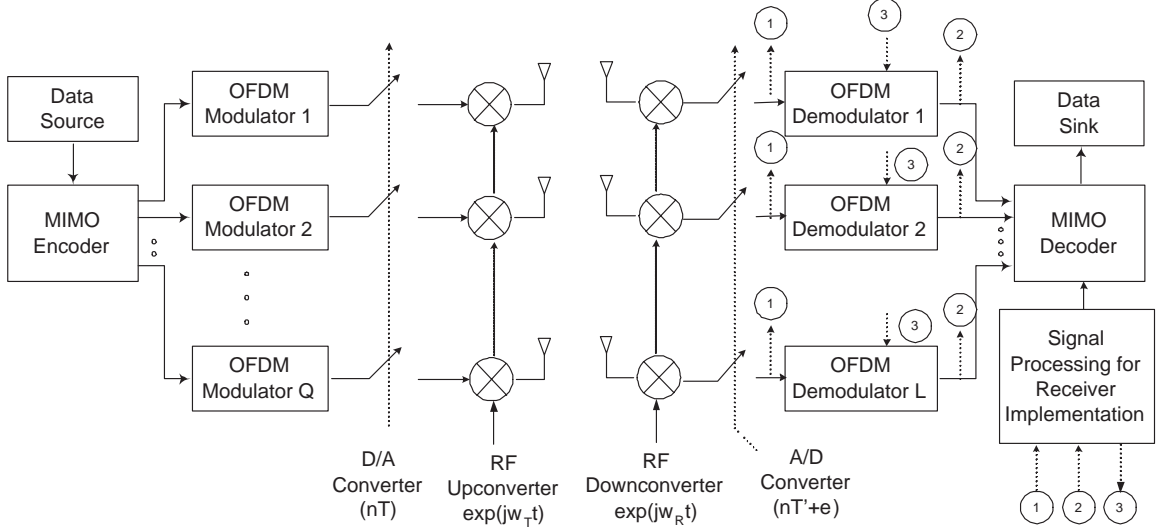 1
3
2
Data
Source
OFDM
Modulator 1
OFDM
Demodulator 1
Data
Sink
1
3
2
MIMO
Encoder
OFDM
Modulator 2
OFDM
Demodulator 2
MIMO
Decoder
1
3
2
OFDM
Modulator Q
OFDM
Demodulator L
Signal
Processing for
Receiver
Implementation
D/A
Converter
(nT)
RF
Upconverter
exp(jw_T t)
RF
Downconverter
exp(jw_R t)
A/D
Converter
(nT'+e)
1
2
3